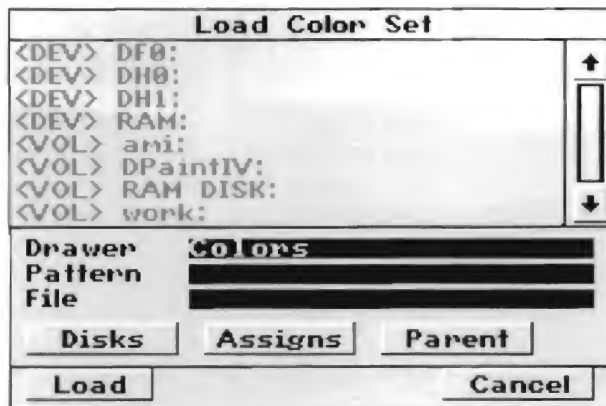 Load Color Set
<DEV> DF0:
<DEV> DH0:
<DEV> DH1:
<DEV> RAM:
<VOL> ami:
<VOL> DPaintIV:
<VOL> RAM DISK:
<VOL> work:
Drawer Colors
Pattern
File
Disks Assigns Parent
Load Cancel